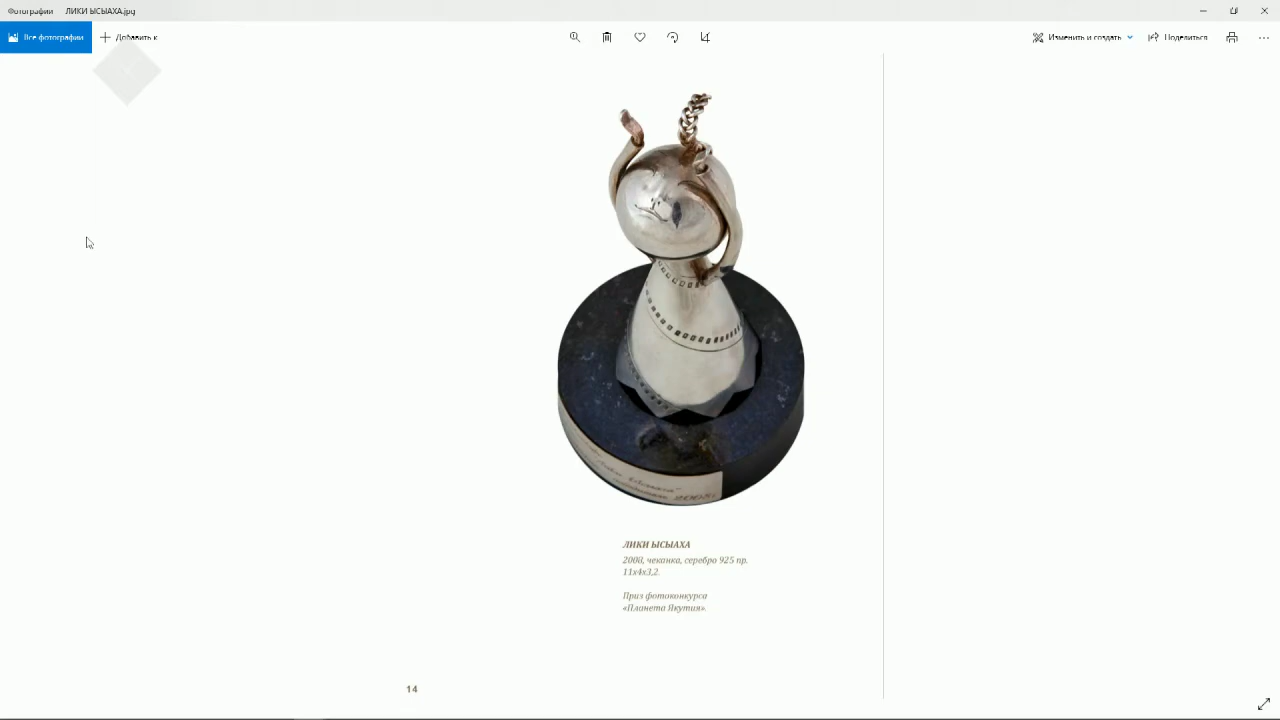 Фотографии ЛИКИ ЫСЫАХА.jpg
Все фотографии
Добавить к
Изменить и создать
Поделиться
ЛИКИ ЫСЫАХА
2000, чеканка, серебро 925 пр.
11х4х3,2.
Приз фотоконкурса
«Планета Якутия».
14